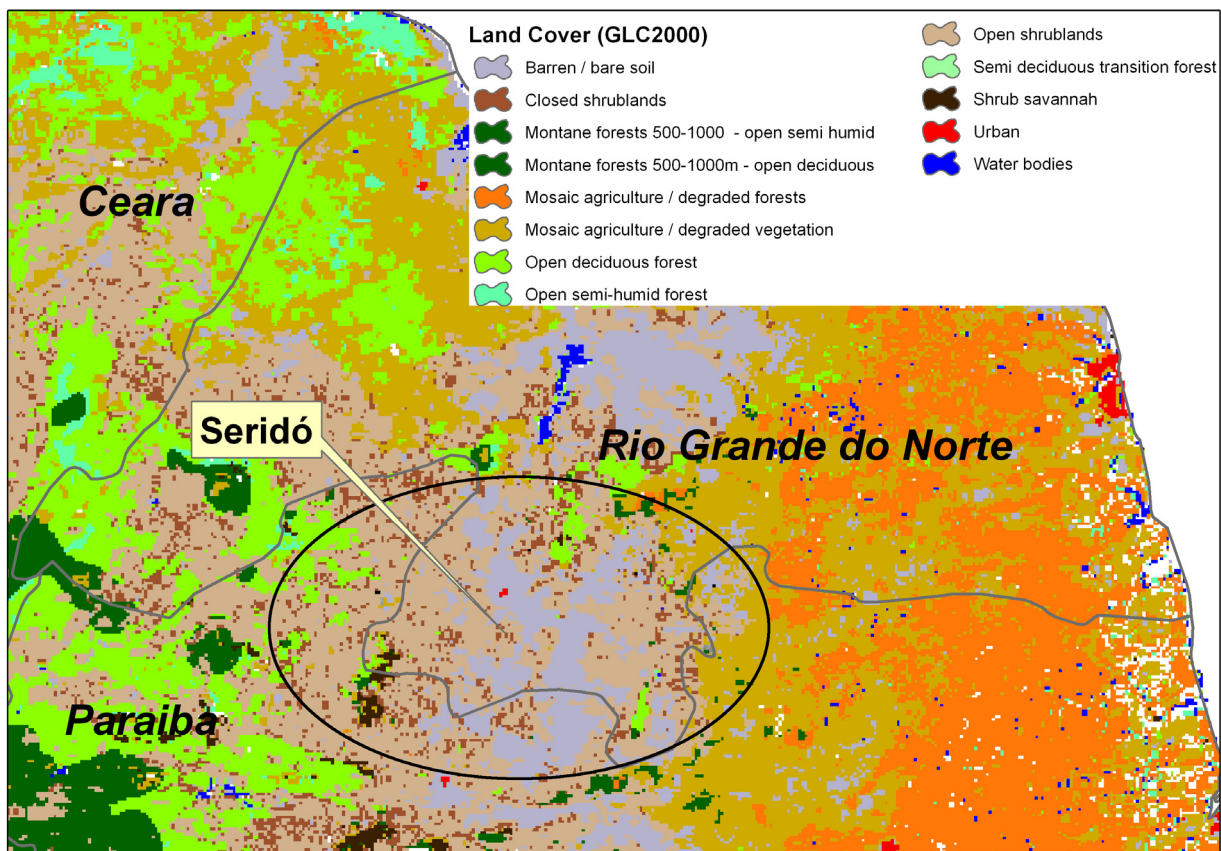 Land Cover (GLC2000)
Barren / bare soil
Closed shrublands
Montane forests 500-1000  - open semi humid
Montane forests 500-1000m - open deciduous
Mosaic agriculture / degraded forests
Mosaic agriculture / degraded vegetation
Open deciduous forest
Open semi-humid forest
Open shrublands
Semi deciduous transition forest
Shrub savannah
Urban
Water bodies
Ceara
Seridó
Rio Grande do Norte
Paraiba